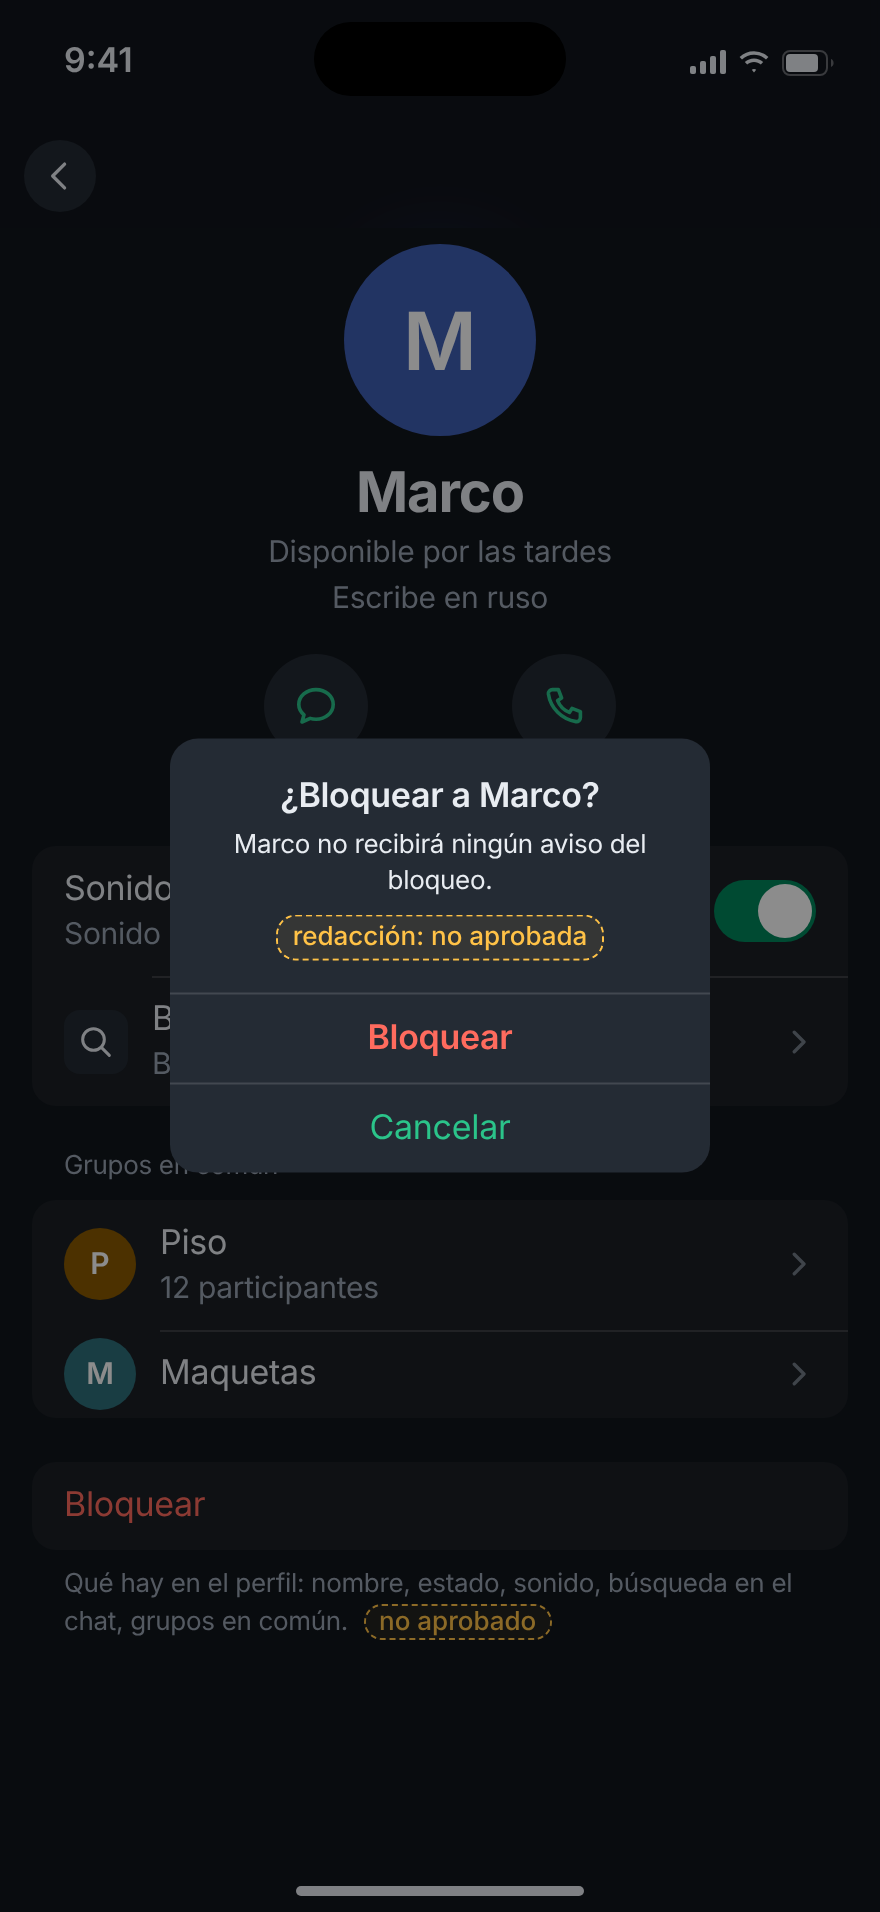 9:41
M
Marco
Disponible por las tardes
Escribe en ruso
¿Bloquear a Marco?
Marco no recibirá ningún aviso del
bloqueo.
redacción: no aprobada
Bloquear
Cancelar
Sonido
Sonido
Grupos en
P
Piso
12 participantes
M
Maquetas
Bloquear
Qué hay en el perfil: nombre, estado, sonido, búsqueda en el
chat, grupos en común. no aprobado